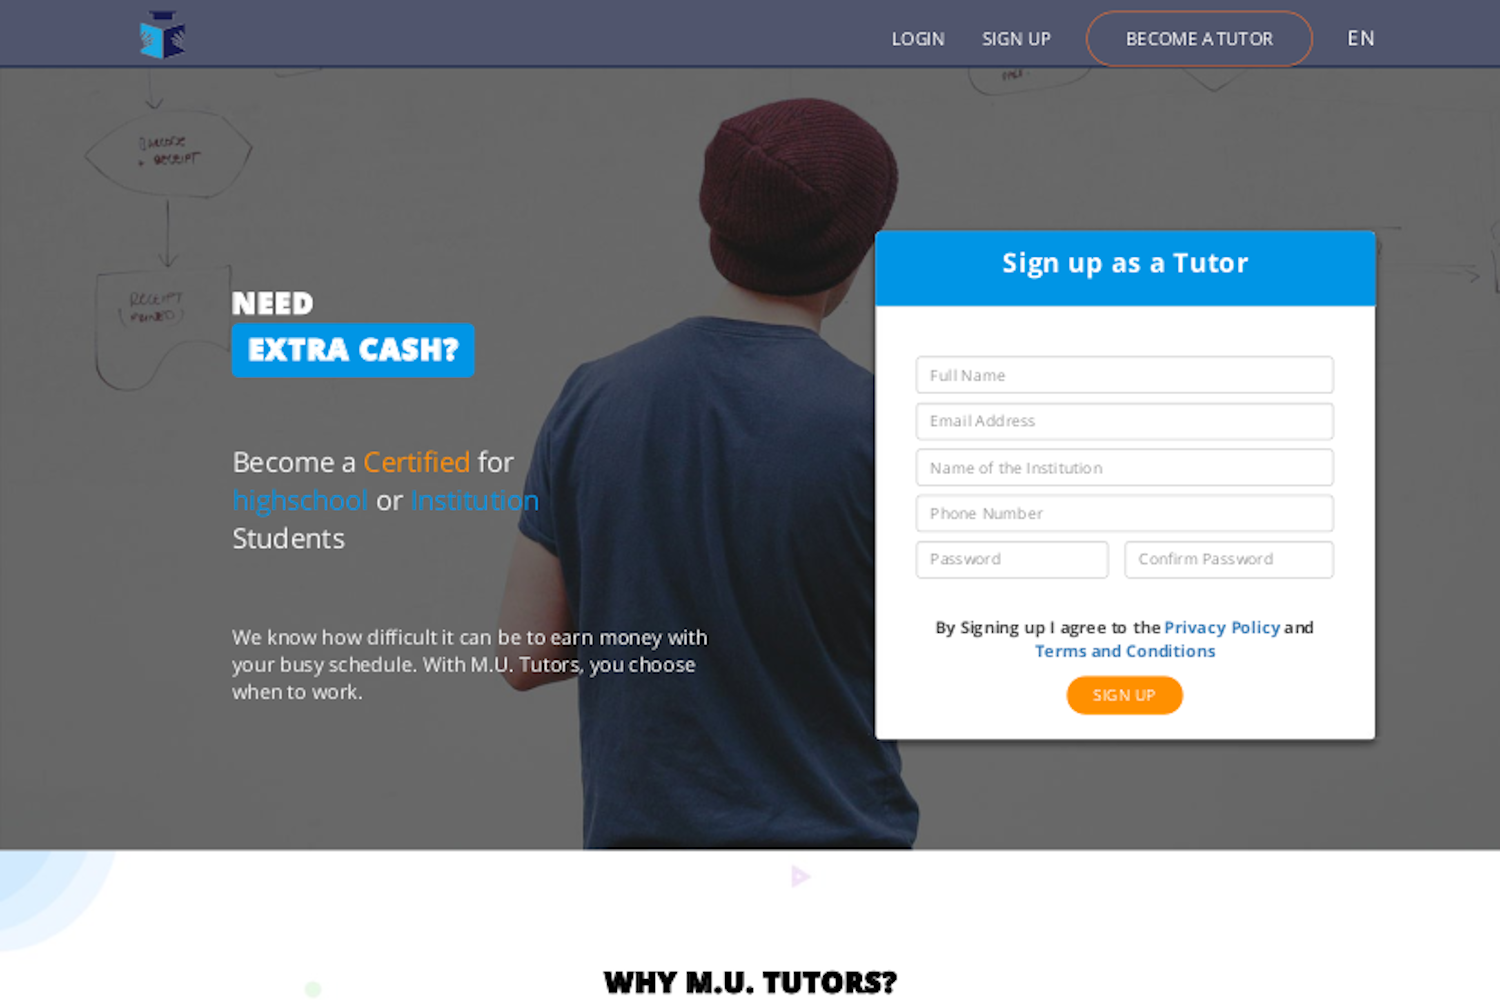 LOGIN SIGN UP BECOME A TUTOR EN
RECEIPT
NEED
EXTRA CASH?
Become a Certified for
highschool or Institution
Students
We know how difficult it can be to earn money with
your busy schedule. With M.U. Tutors, you choose
when to work.
Sign up as a Tutor
Full Name
Email Address
Name of the Institution
Phone Number
Password Confirm Password
By Signing up I agree to the Privacy Policy and
Terms and Conditions
SIGN UP
WHY M.U. TUTORS?